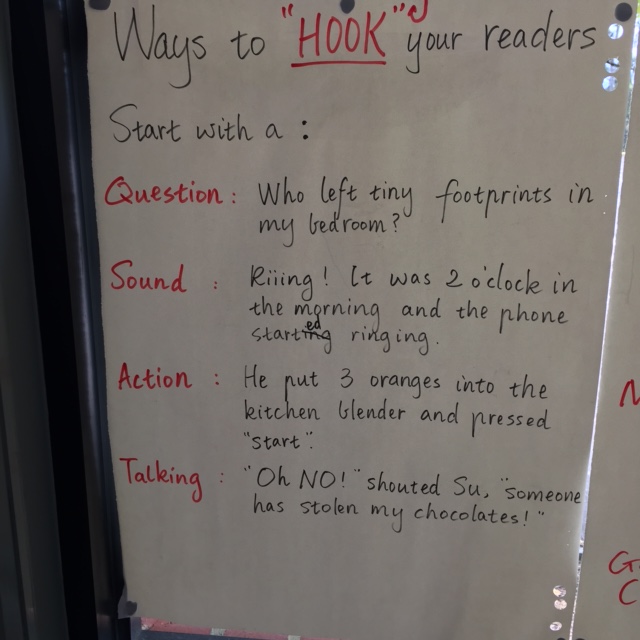 Ways to "HOOK" your readers
Start with a :
Question : Who left tiny footprints in
my bedroom?
Sound : Riiing! It was 2 o'clock in
the morning and the phone
started ringing.
Action : He put 3 oranges into the
kitchen blender and pressed
"start".
Talking : "Oh NO!" shouted Su, "someone
has stolen my chocolates!"